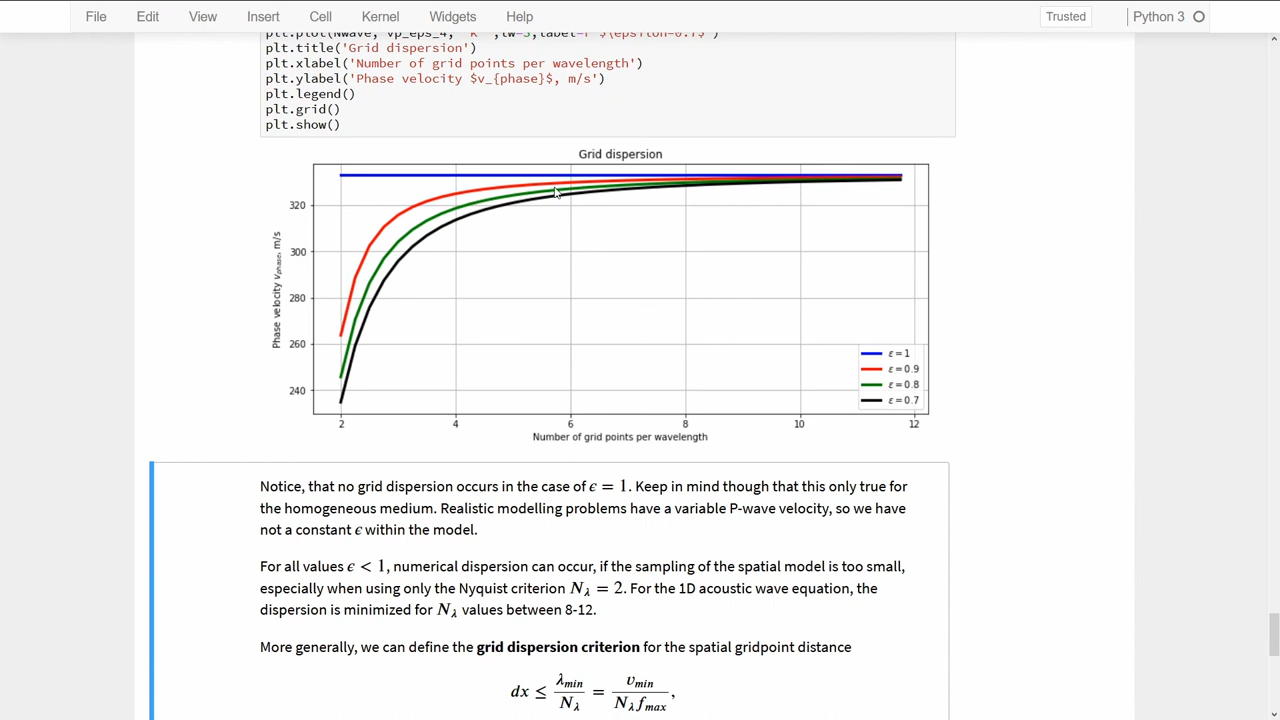 File Edit View Insert Cell Kernel Widgets Help Trusted Python 3
plt.title('Grid dispersion')
plt.xlabel('Number of grid points per wavelength')
plt.ylabel('Phase velocity $v_{phase}$, m/s')
plt.legend()
plt.grid()
plt.show()
Grid dispersion
320
300
280
260
240
Phase velocity vphase, m/s
ε = 1
ε = 0.9
ε = 0.8
ε = 0.7
2 4 6 8 10 12
Number of grid points per wavelength
Notice, that no grid dispersion occurs in the case of ϵ = 1. Keep in mind though that this only true for
the homogeneous medium. Realistic modelling problems have a variable P-wave velocity, so we have
not a constant ϵ within the model.
For all values ϵ < 1, numerical dispersion can occur, if the sampling of the spatial model is too small,
especially when using only the Nyquist criterion Nλ = 2. For the 1D acoustic wave equation, the
dispersion is minimized for Nλ values between 8-12.
More generally, we can define the grid dispersion criterion for the spatial gridpoint distance
dx ≤ λmin / Nλ = vmin / Nλ fmax,